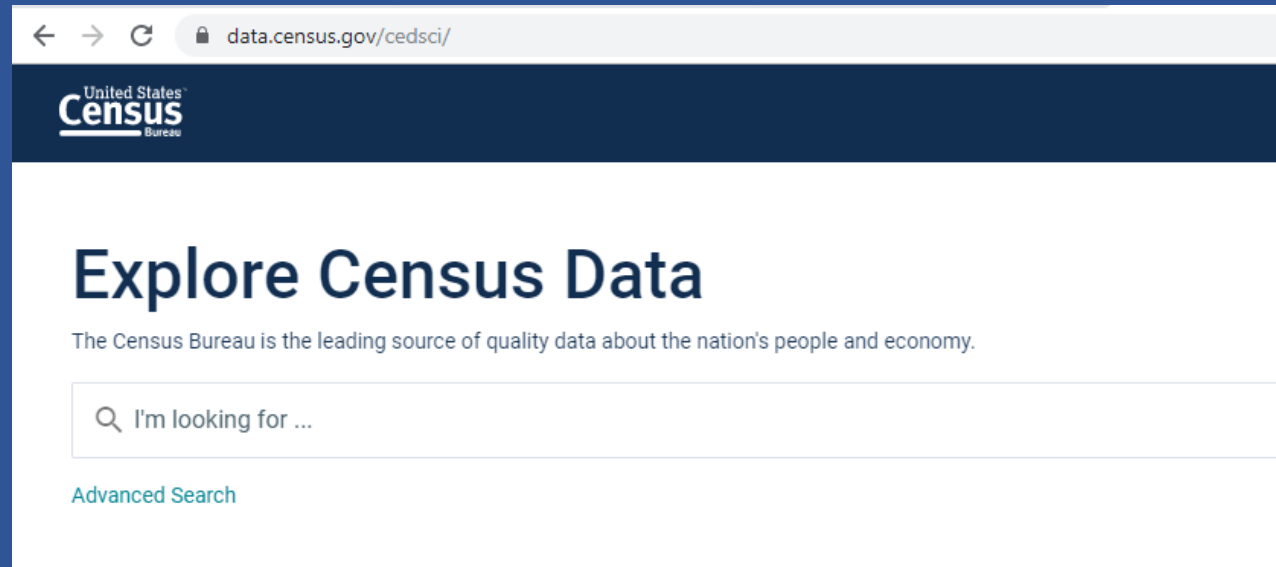 data.census.gov/cedsci/
United States™
Census
Bureau
Explore Census Data
The Census Bureau is the leading source of quality data about the nation's people and economy.
I'm looking for ...
Advanced Search